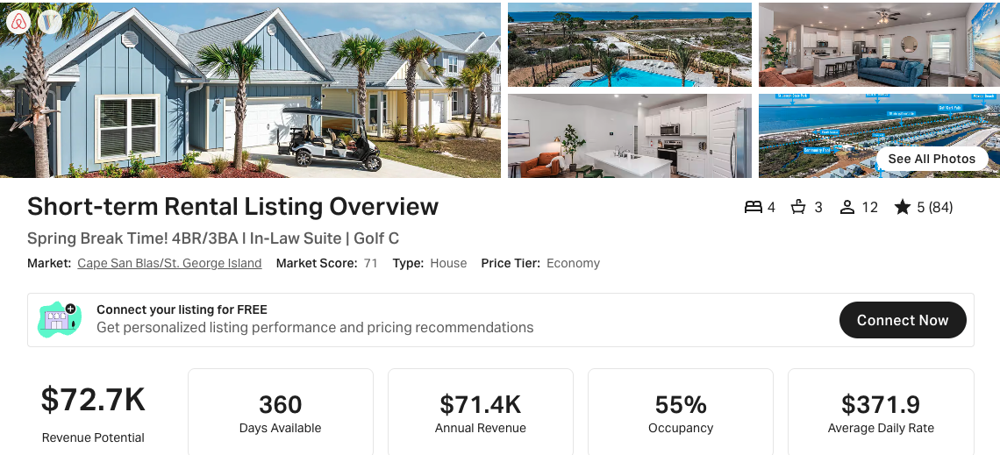 See All Photos
Short-term Rental Listing Overview
4 3 12 5 (84)
Spring Break Time! 4BR/3BA I In-Law Suite | Golf C
Market: Cape San Blas/St. George Island Market Score: 71 Type: House Price Tier: Economy
Connect your listing for FREE
Get personalized listing performance and pricing recommendations
Connect Now
$72.7K
Revenue Potential
360
Days Available
$71.4K
Annual Revenue
55%
Occupancy
$371.9
Average Daily Rate